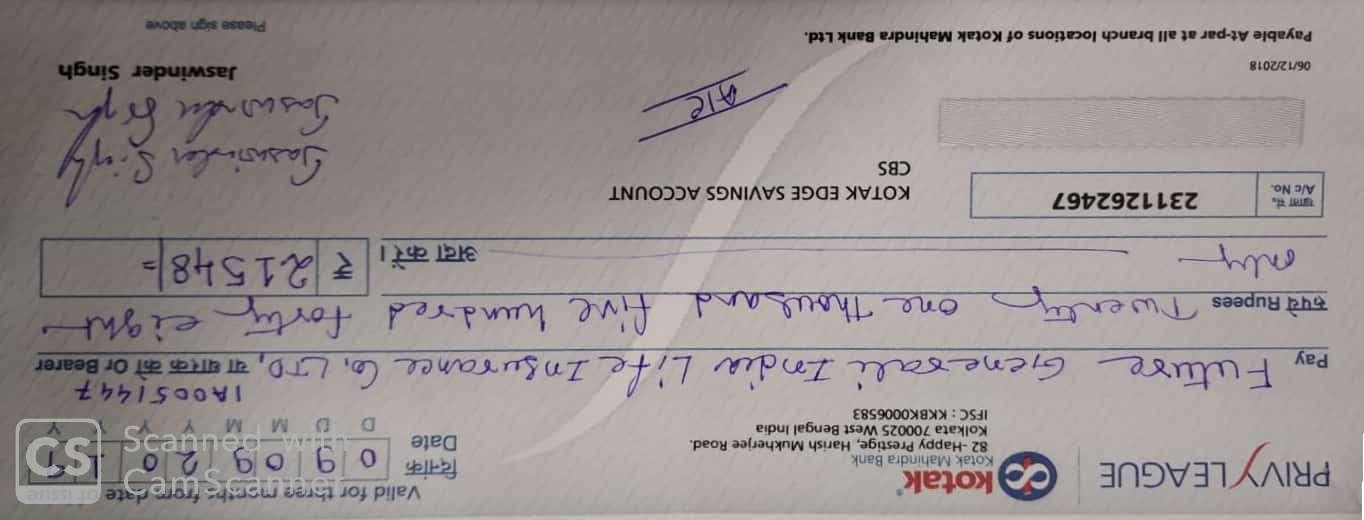 Valid for three months from date of issue
PRIVY LEAGUE
kotak®
Kotak Mahindra Bank
82 -Happy Prestige, Harish Mukherjee Road.
Kolkata 700025 West Bengal India
IFSC : KKBK0006583
दिनांक
Date
0 9 0 9 2 0 1 9
D D M M Y Y Y Y
1A0051447
Pay Future Generali India Life Insurance Co, LTD, या धारक को Or Bearer
रुपये Rupees Twenty one thousand five hundred forty eight
only अदा करें। ₹ 21548/=
खाता सं.
A/c No. 2311262467
KOTAK EDGE SAVINGS ACCOUNT
CBS
Jaswinder Singh
Jaswinder Singh
A/C
06/12/2018
Jaswinder Singh
Payable At-par at all branch locations of Kotak Mahindra Bank Ltd.
Please sign above
CS Scanned with
CamScanner